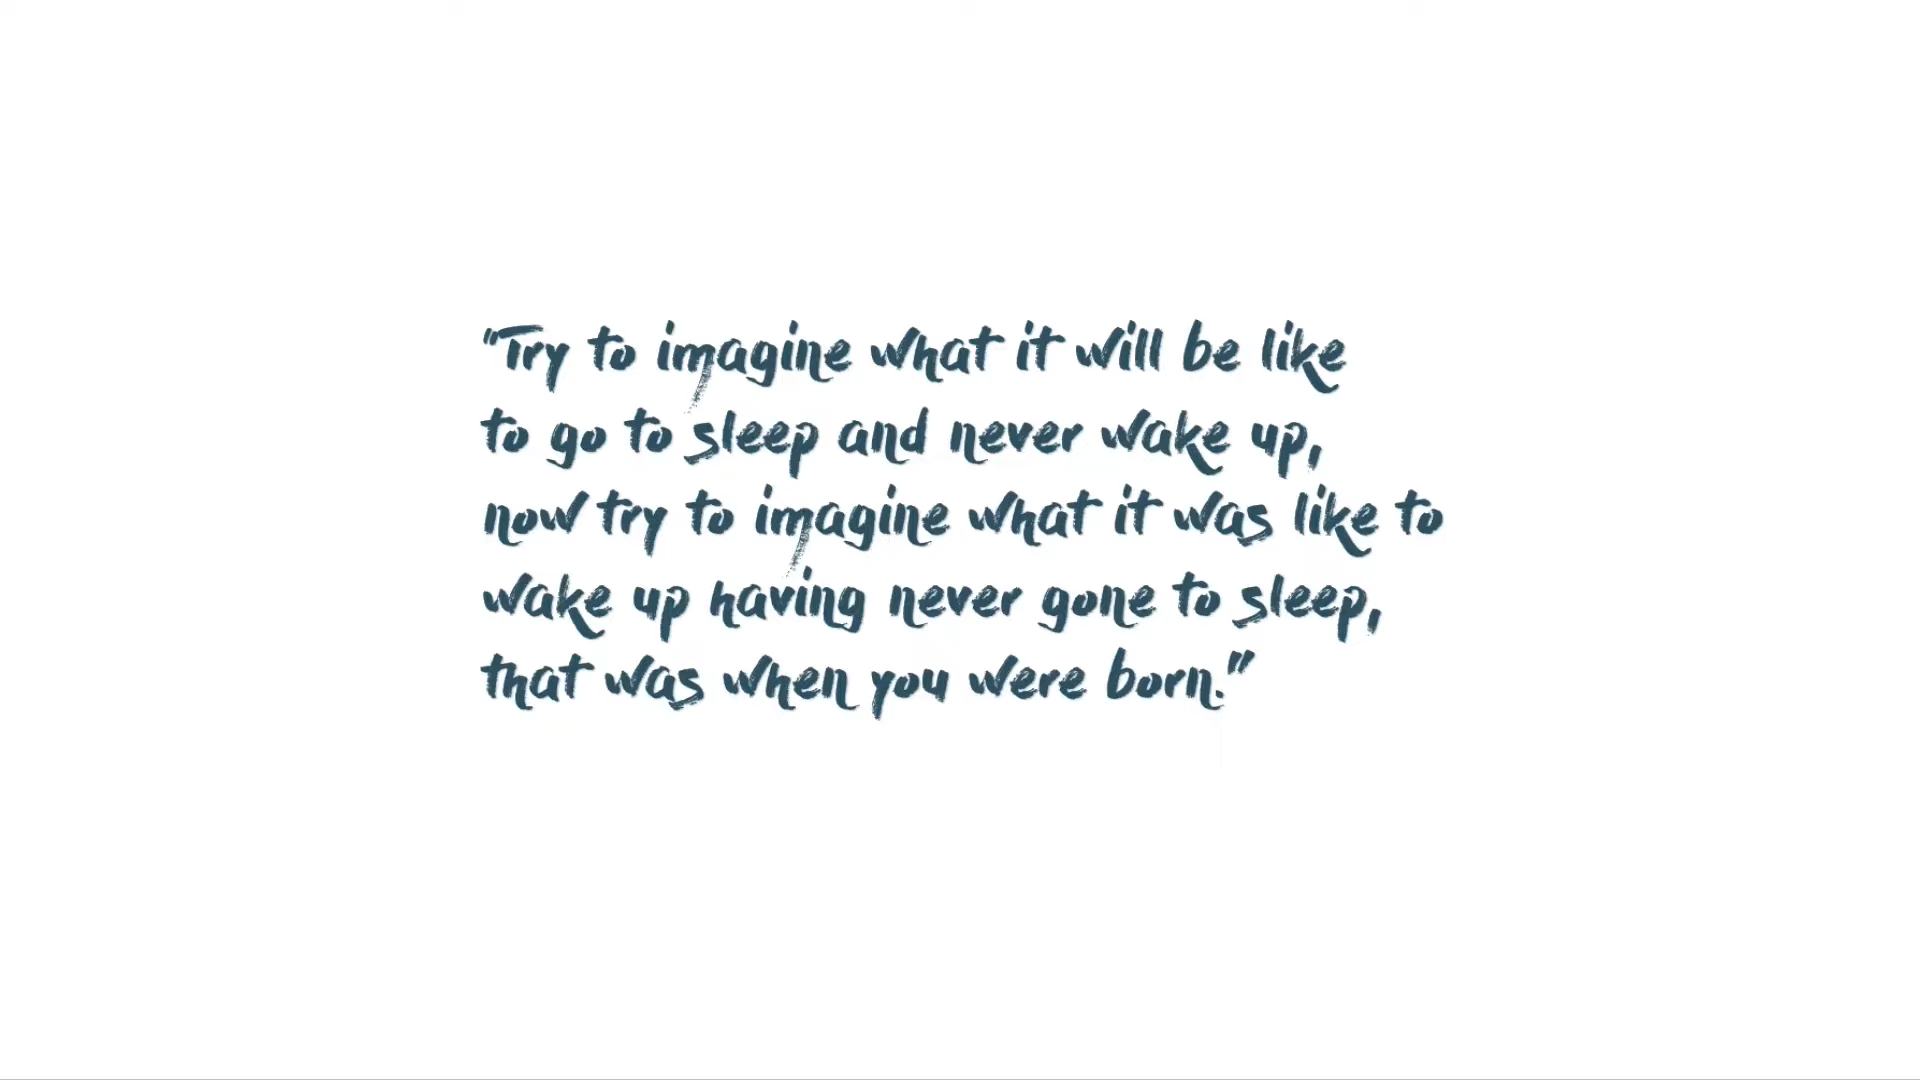 "Try to imagine what it will be like
to go to sleep and never wake up,
now try to imagine what it was like to
wake up having never gone to sleep,
that was when you were born."